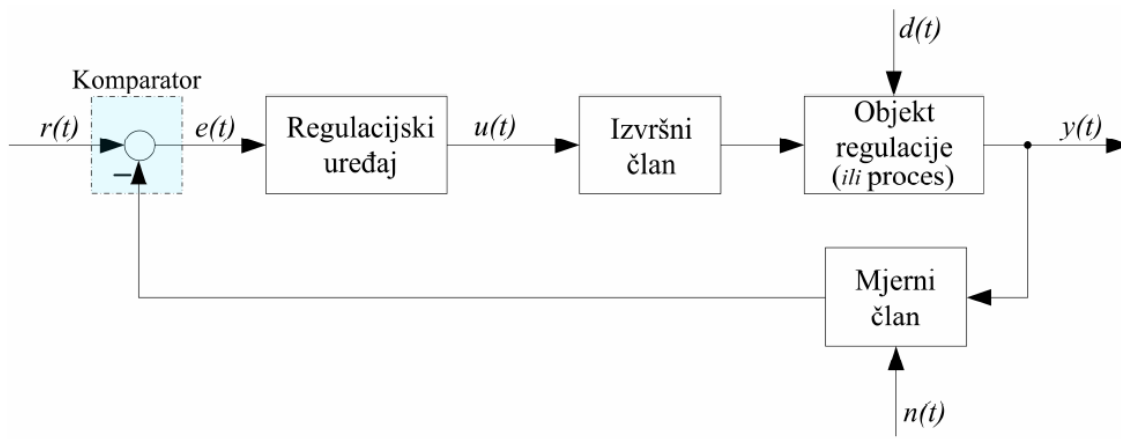 d(t)
Komparator
r(t)
e(t)
Regulacijski
uređaj
u(t)
Izvršni
član
Objekt
regulacije
(ili proces)
y(t)
–
Mjerni
član
n(t)